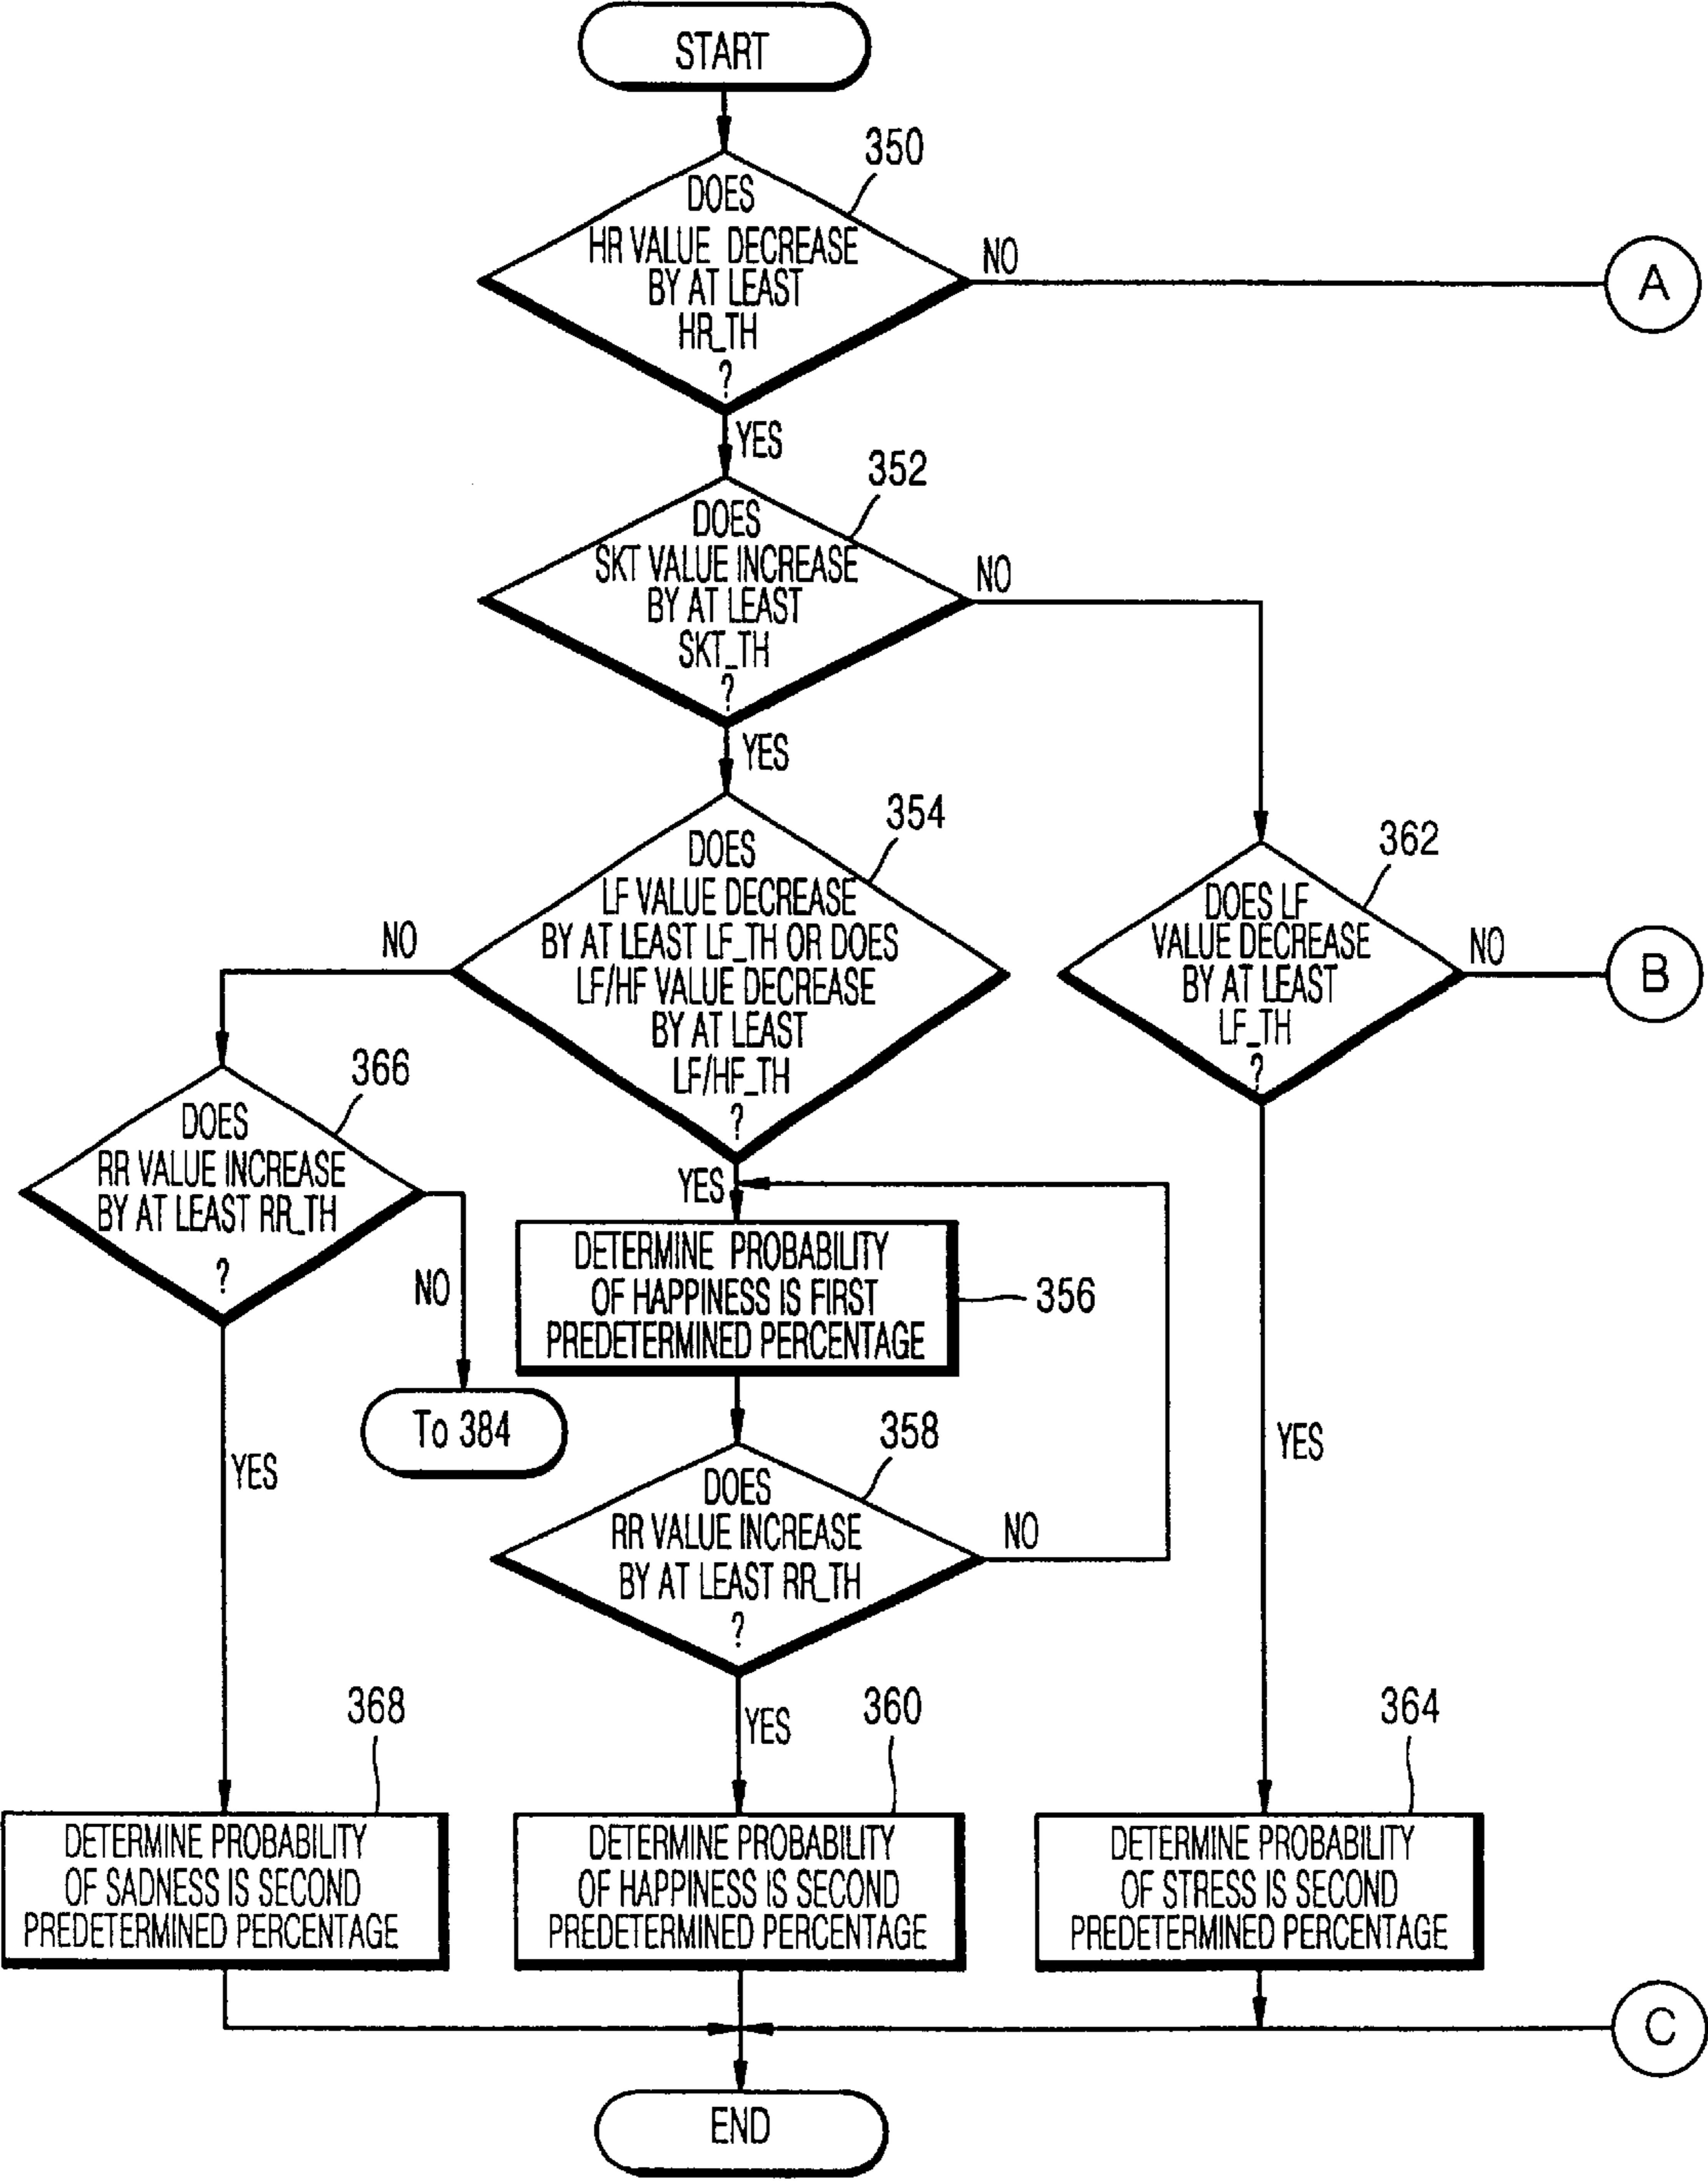 START
350
DOES
HR VALUE DECREASE
BY AT LEAST
HR_TH
?
NO
A
YES
352
DOES
SKT VALUE INCREASE
BY AT LEAST
SKT_TH
?
NO
YES
354
DOES
LF VALUE DECREASE
BY AT LEAST LF_TH OR DOES
LF/HF VALUE DECREASE
BY AT LEAST
LF/HF_TH
?
NO
YES
362
DOES LF
VALUE DECREASE
BY AT LEAST
LF_TH
?
NO
B
YES
366
DOES
RR VALUE INCREASE
BY AT LEAST RR_TH
?
NO
To 384
YES
DETERMINE PROBABILITY
OF HAPPINESS IS FIRST
PREDETERMINED PERCENTAGE
356
358
DOES
RR VALUE INCREASE
BY AT LEAST RR_TH
?
NO
YES
368
DETERMINE PROBABILITY
OF SADNESS IS SECOND
PREDETERMINED PERCENTAGE
360
DETERMINE PROBABILITY
OF HAPPINESS IS SECOND
PREDETERMINED PERCENTAGE
364
DETERMINE PROBABILITY
OF STRESS IS SECOND
PREDETERMINED PERCENTAGE
C
END